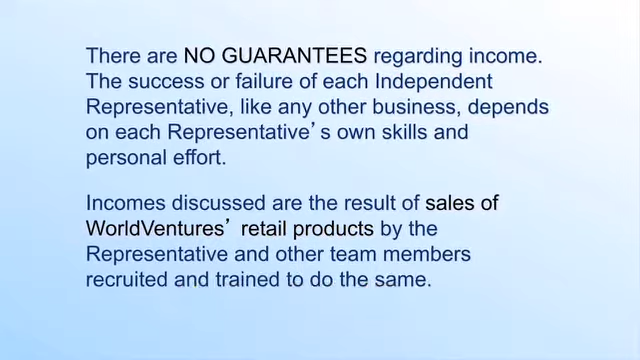 There are NO GUARANTEES regarding income.
The success or failure of each Independent
Representative, like any other business, depends
on each Representative’s own skills and
personal effort.
Incomes discussed are the result of sales of
WorldVentures’ retail products by the
Representative and other team members
recruited and trained to do the same.